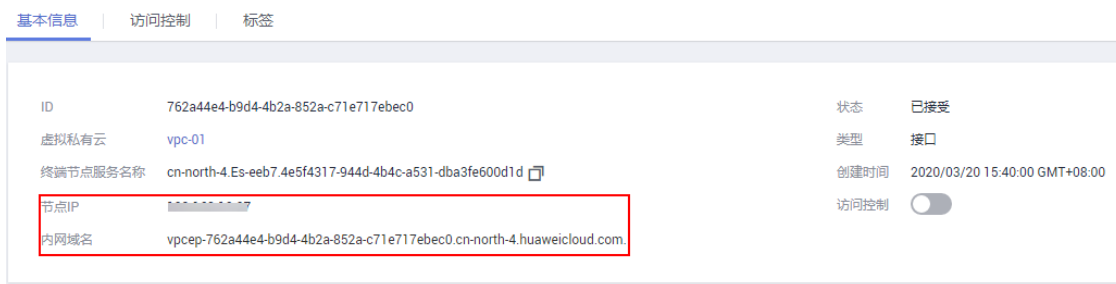 基本信息 访问控制 标签
ID 762a44e4-b9d4-4b2a-852a-c71e717ebec0 状态 已接受
虚拟私有云 vpc-01 类型 接口
终端节点服务名称 cn-north-4.Es-eeb7.4e5f4317-944d-4b4c-a531-dba3fe600d1d 创建时间 2020/03/20 15:40:00 GMT+08:00
节点IP 访问控制
内网域名 vpcep-762a44e4-b9d4-4b2a-852a-c71e717ebec0.cn-north-4.huaweicloud.com.